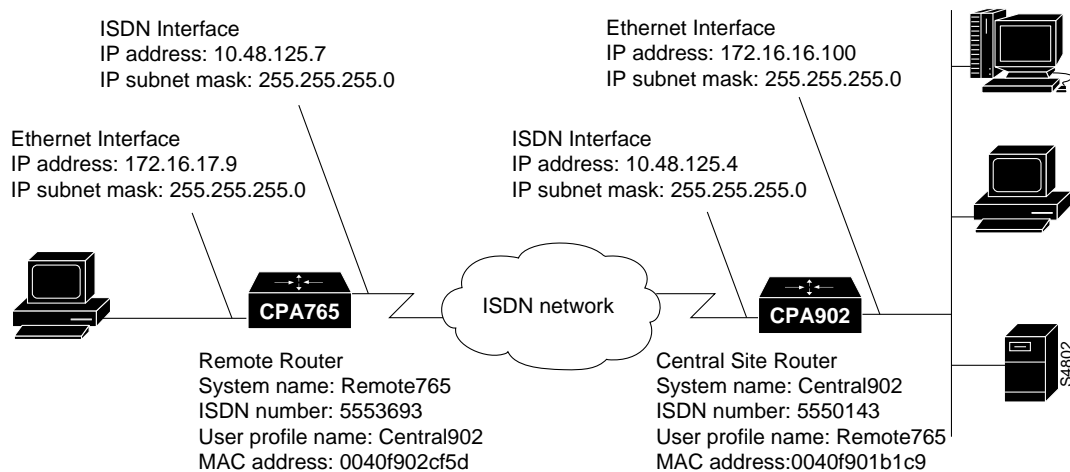 ISDN Interface
IP address: 10.48.125.7
IP subnet mask: 255.255.255.0
Ethernet Interface
IP address: 172.16.16.100
IP subnet mask: 255.255.255.0
Ethernet Interface
IP address: 172.16.17.9
IP subnet mask: 255.255.255.0
ISDN Interface
IP address: 10.48.125.4
IP subnet mask: 255.255.255.0
CPA765
ISDN network
CPA902
Remote Router
System name: Remote765
ISDN number: 5553693
User profile name: Central902
MAC address: 0040f902cf5d
Central Site Router
System name: Central902
ISDN number: 5550143
User profile name: Remote765
MAC address:0040f901b1c9
S4802